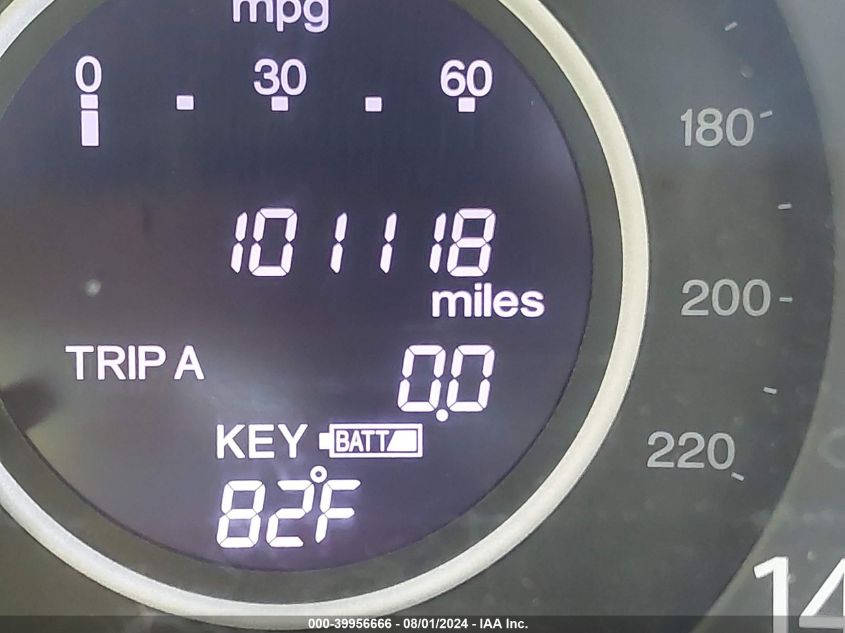 mpg
0 30 60
180
101118
miles
200
TRIP A 0.0
KEY BATT
220
82°F
14
000-39956666 - 08/01/2024 - IAA Inc.